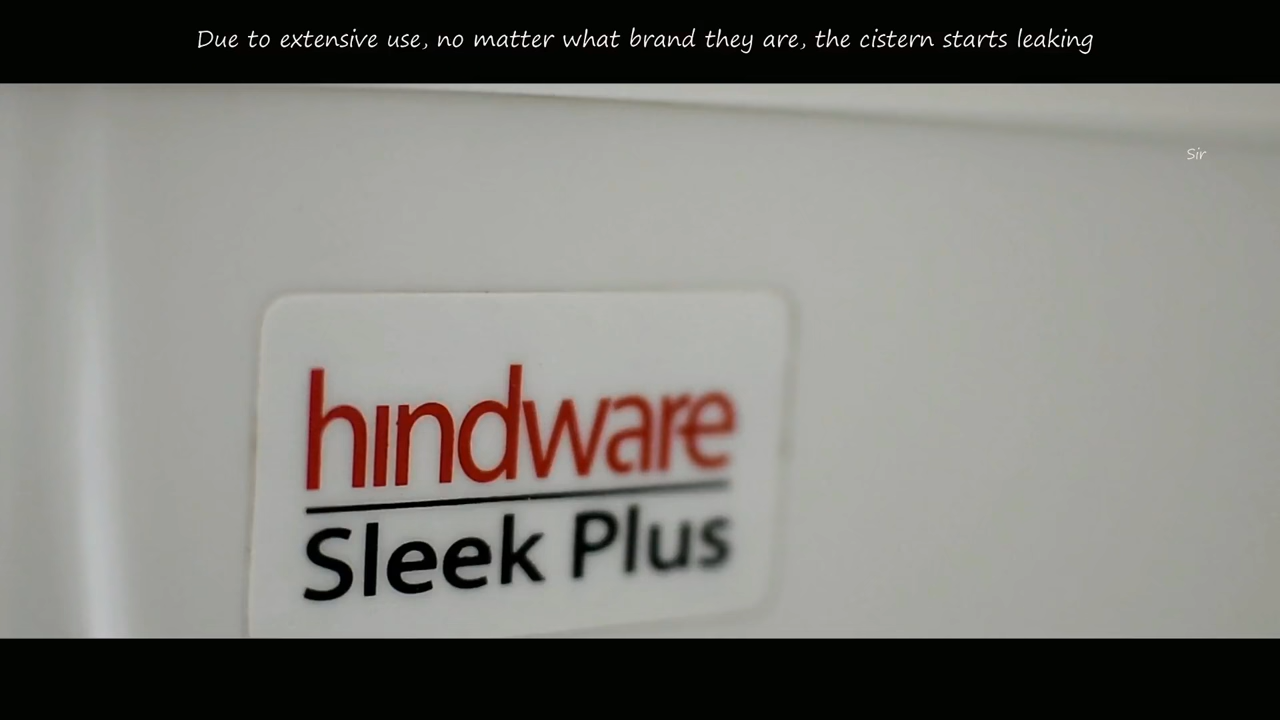 Due to extensive use, no matter what brand they are, the cistern starts leaking
Sir
hindware
Sleek Plus